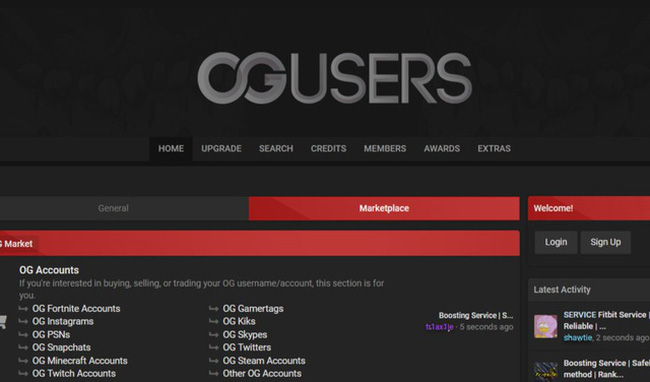 OGUSERS
HOME UPGRADE SEARCH CREDITS MEMBERS AWARDS EXTRAS
General Marketplace
Welcome!
G Market
Login Sign Up
OG Accounts
If you're interested in buying, selling, or trading your OG username/account, this section is for
you.
OG Fortnite Accounts
OG Instagrams
OG PSNs
OG Snapchats
OG Minecraft Accounts
OG Twitch Accounts
OG Gamertags
OG Kiks
OG Skypes
OG Twitters
OG Steam Accounts
Other OG Accounts
Boosting Service | S...
5 seconds ago
Latest Activity
SERVICE Fitbit Service |
Reliable | ...
shawtie, 2 seconds ago
Boosting Service | Safe
method | Rank...